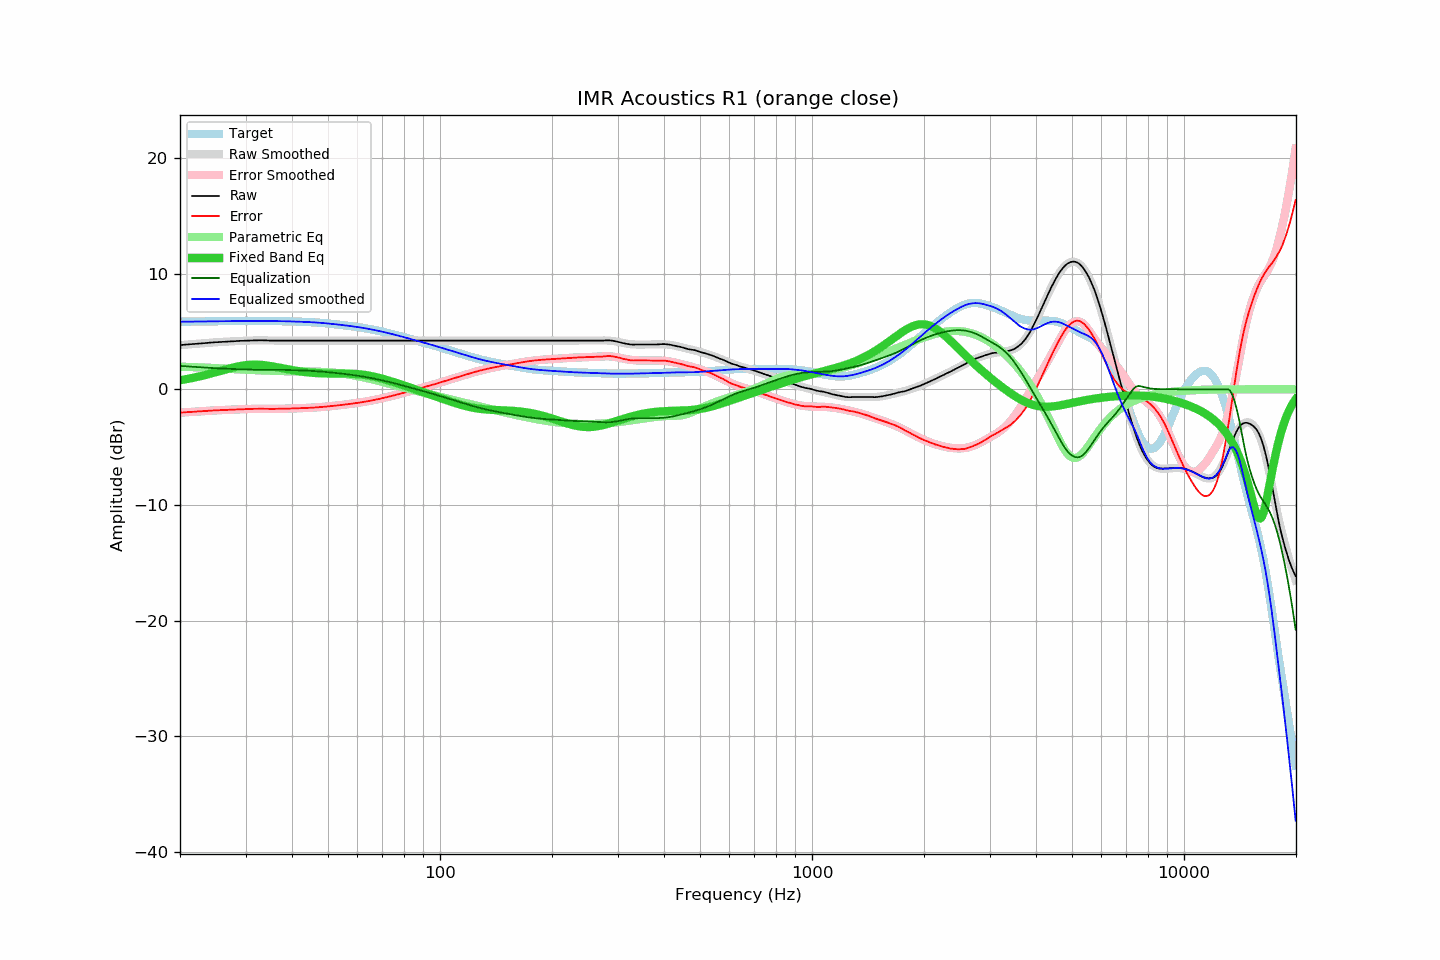 IMR Acoustics R1 (orange close)
Target
Raw Smoothed
Error Smoothed
Raw
Error
Parametric Eq
Fixed Band Eq
Equalization
Equalized smoothed
20
10
0
−10
−20
−30
−40
Amplitude (dBr)
100
1000
10000
Frequency (Hz)